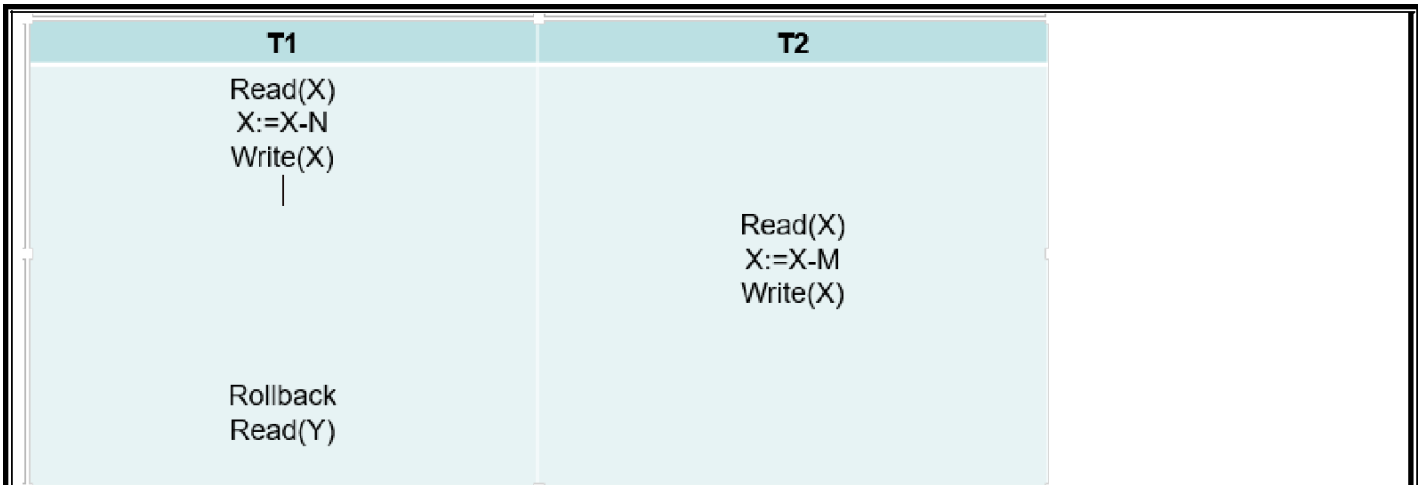 T1 T2
Read(X)
X:=X-N
Write(X)
Read(X)
X:=X-M
Write(X)
Rollback
Read(Y)